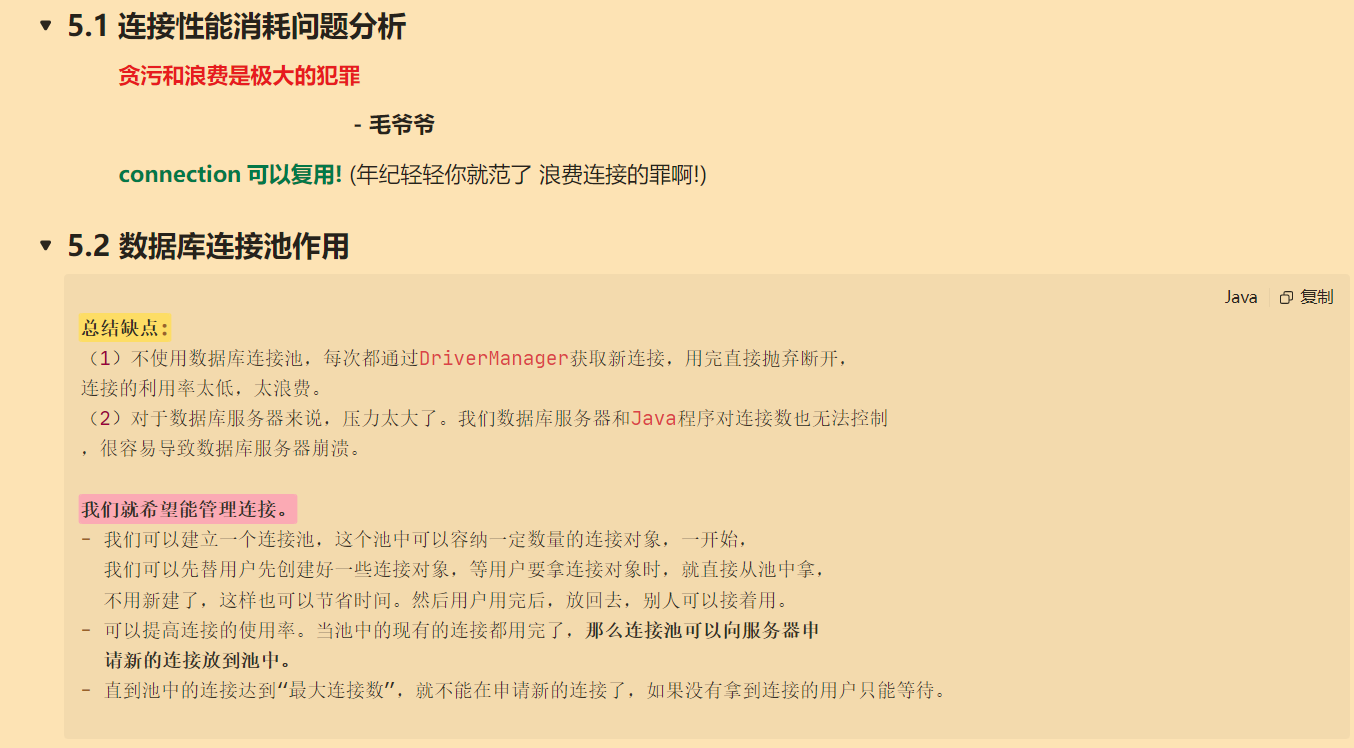 5.1 连接性能消耗问题分析
贪污和浪费是极大的犯罪
- 毛爷爷
connection 可以复用! (年纪轻轻你就范了 浪费连接的罪啊!)
5.2 数据库连接池作用
Java 复制
总结缺点：
（1）不使用数据库连接池，每次都通过DriverManager获取新连接，用完直接抛弃断开，
连接的利用率太低，太浪费。
（2）对于数据库服务器来说，压力太大了。我们数据库服务器和Java程序对连接数也无法控制
，很容易导致数据库服务器崩溃。
我们就希望能管理连接。
- 我们可以建立一个连接池，这个池中可以容纳一定数量的连接对象，一开始，
我们可以先替用户先创建好一些连接对象，等用户要拿连接对象时，就直接从池中拿，
不用新建了，这样也可以节省时间。然后用户用完后，放回去，别人可以接着用。
- 可以提高连接的使用率。当池中的现有的连接都用完了，那么连接池可以向服务器申
请新的连接放到池中。
- 直到池中的连接达到“最大连接数”，就不能在申请新的连接了，如果没有拿到连接的用户只能等待。